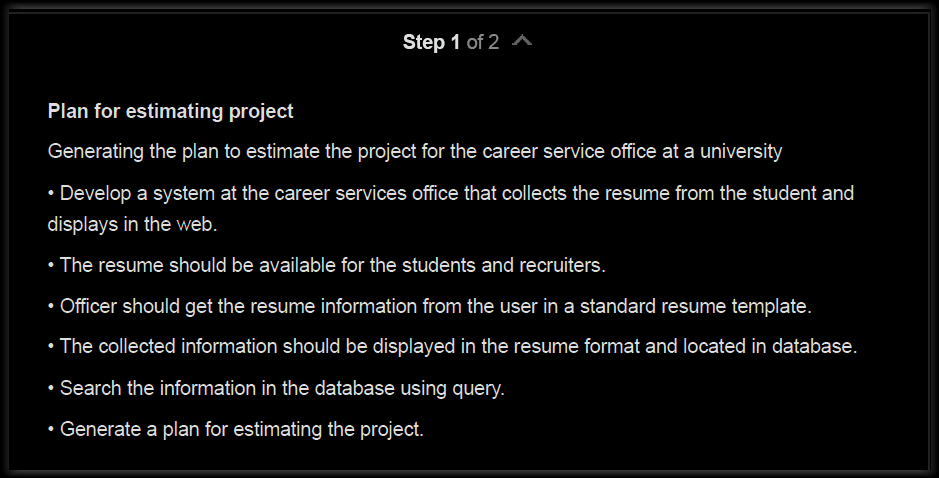 Step 1 of 2
Plan for estimating project
Generating the plan to estimate the project for the career service office at a university
• Develop a system at the career services office that collects the resume from the student and
displays in the web.
• The resume should be available for the students and recruiters.
• Officer should get the resume information from the user in a standard resume template.
• The collected information should be displayed in the resume format and located in database.
• Search the information in the database using query.
• Generate a plan for estimating the project.